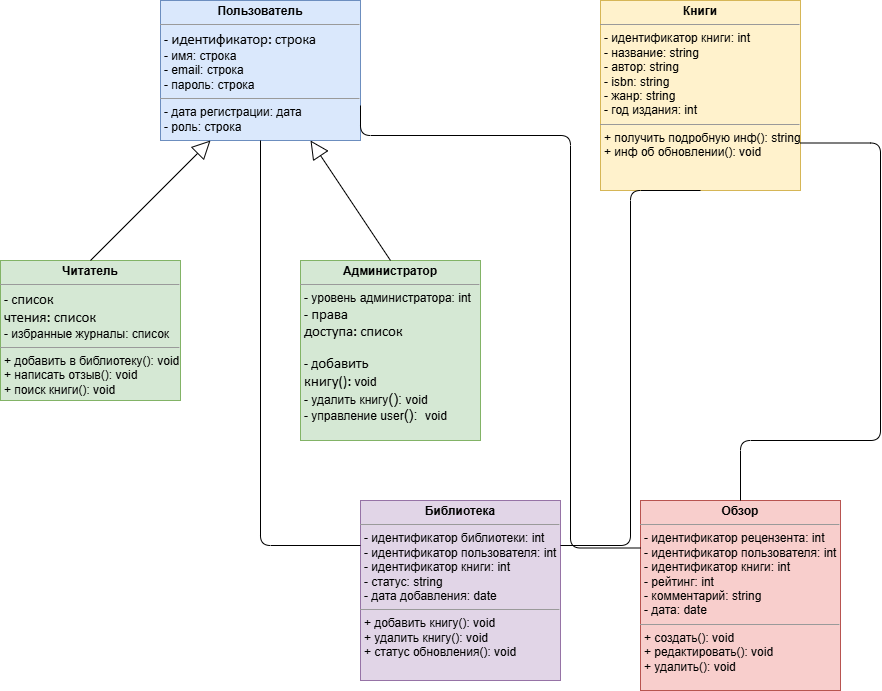 Пользователь
- идентификатор: строка
- имя: строка
- email: строка
- пароль: строка
- дата регистрации: дата
- роль: строка
Книги
- идентификатор книги: int
- название: string
- автор: string
- isbn: string
- жанр: string
- год издания: int
+ получить подробную инф(): string
+ инф об обновлении(): void
Читатель
- список
чтения: список
- избранные журналы: список
+ добавить в библиотеку(): void
+ написать отзыв(): void
+ поиск книги(): void
Администратор
- уровень администратора: int
- права
доступа: список
- добавить
книгу(): void
- удалить книгу(): void
- управление user(): void
Библиотека
- идентификатор библиотеки: int
- идентификатор пользователя: int
- идентификатор книги: int
- статус: string
- дата добавления: date
+ добавить книгу(): void
+ удалить книгу(): void
+ статус обновления(): void
Обзор
- идентификатор рецензента: int
- идентификатор пользователя: int
- идентификатор книги: int
- рейтинг: int
- комментарий: string
- дата: date
+ создать(): void
+ редактировать(): void
+ удалить(): void